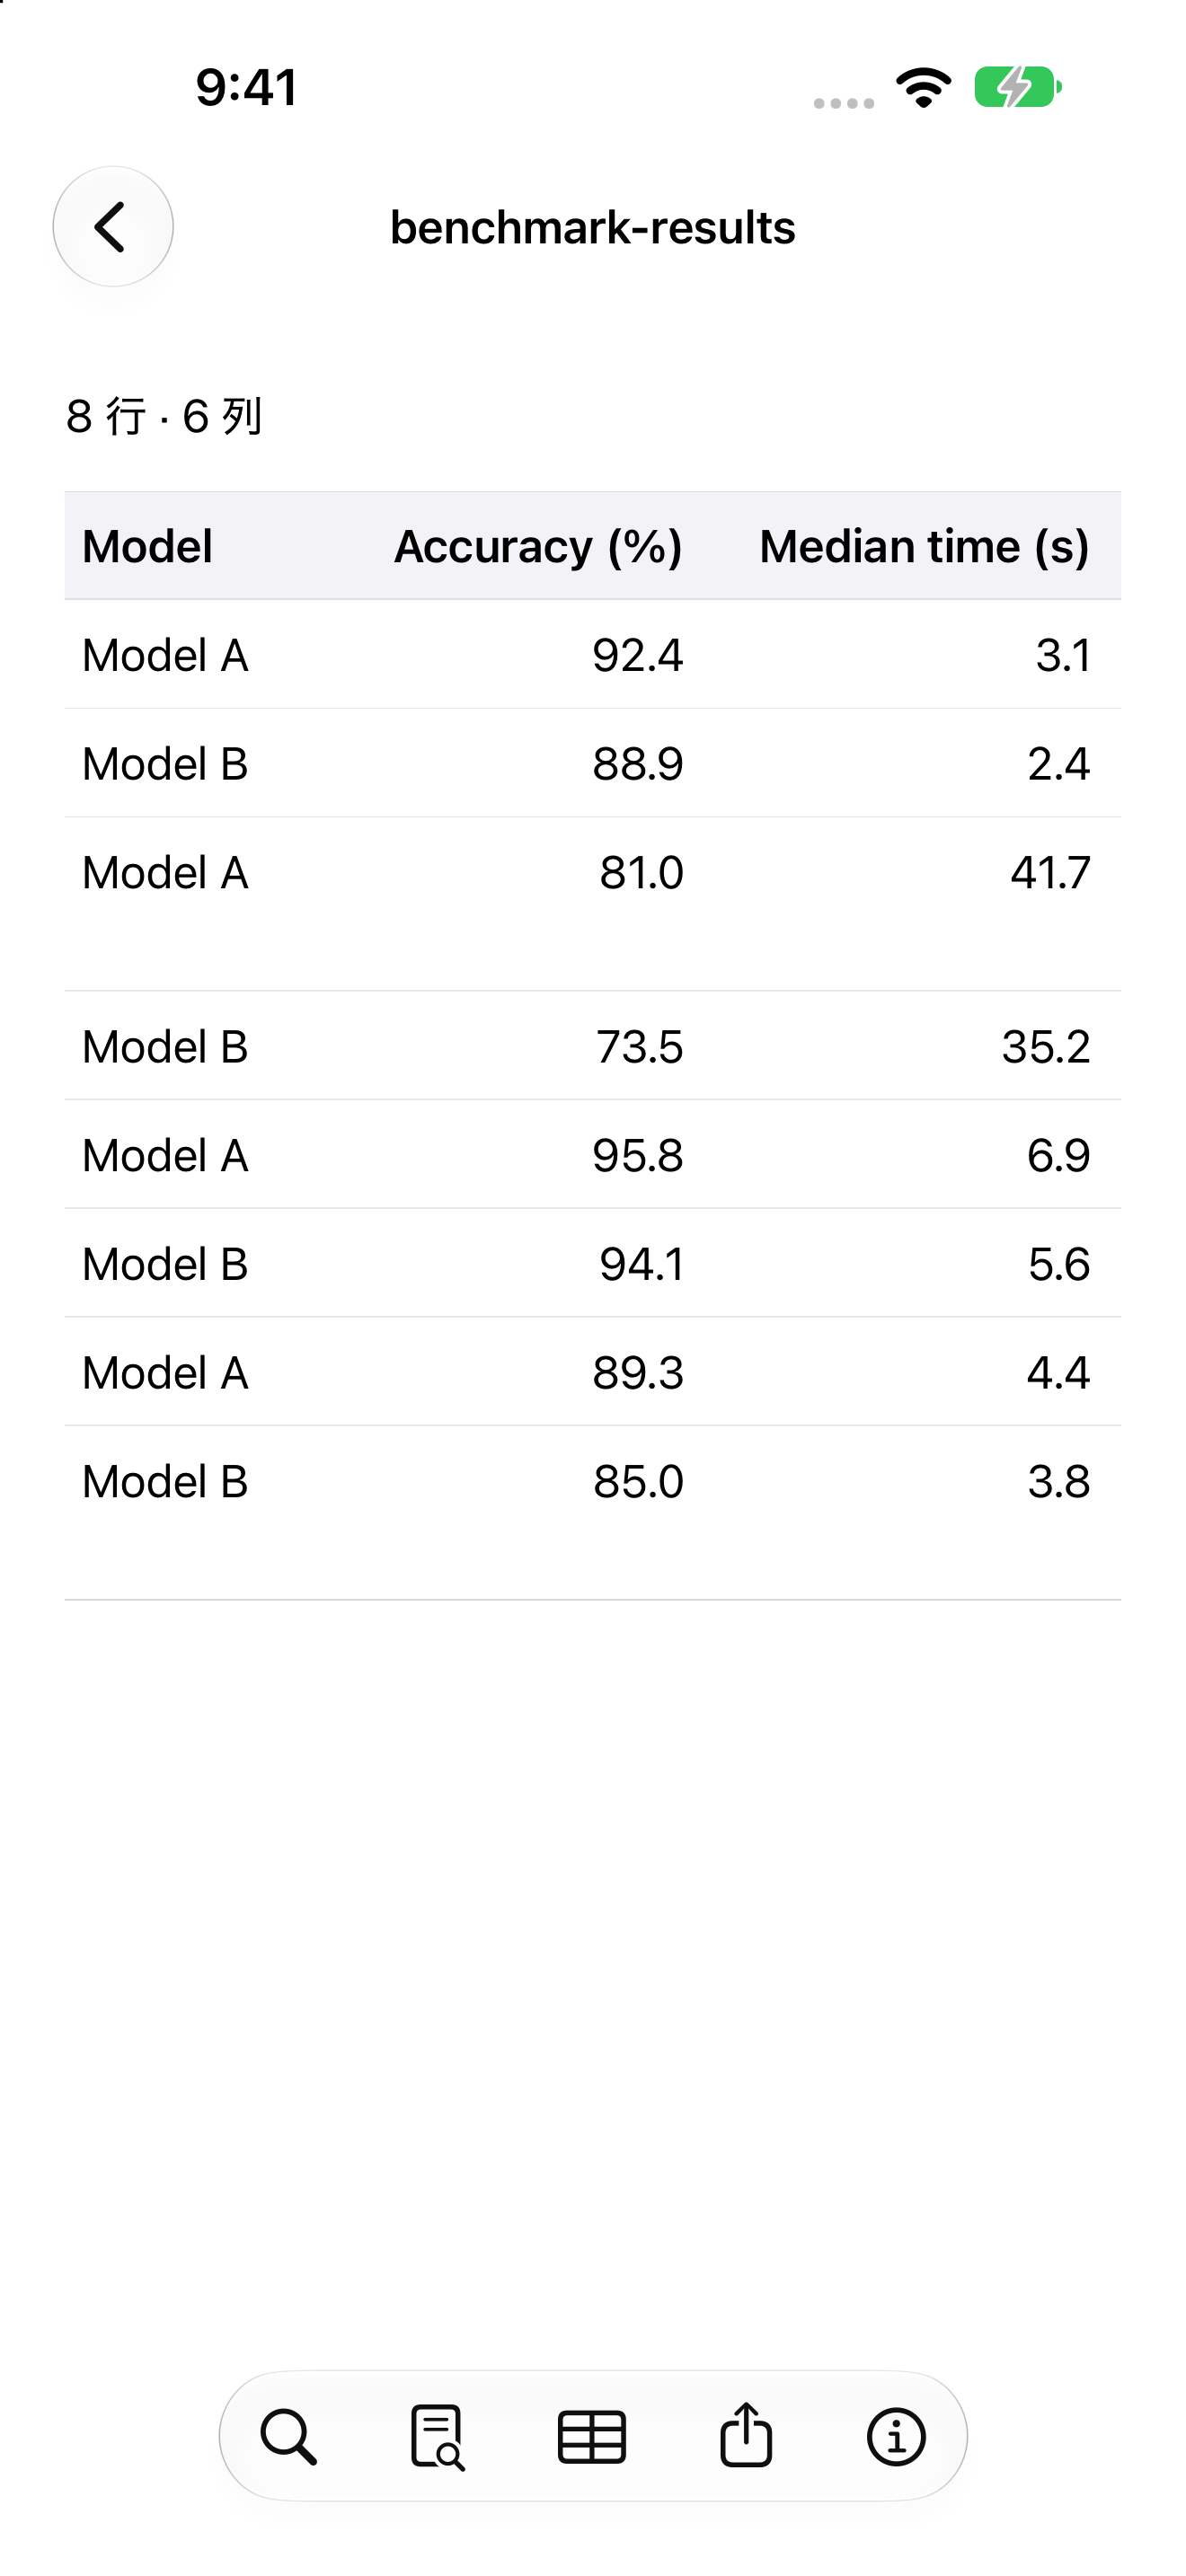 9:41
benchmark-results
8 行 · 6 列
Model Accuracy (%) Median time (s)
Model A 92.4 3.1
Model B 88.9 2.4
Model A 81.0 41.7
Model B 73.5 35.2
Model A 95.8 6.9
Model B 94.1 5.6
Model A 89.3 4.4
Model B 85.0 3.8